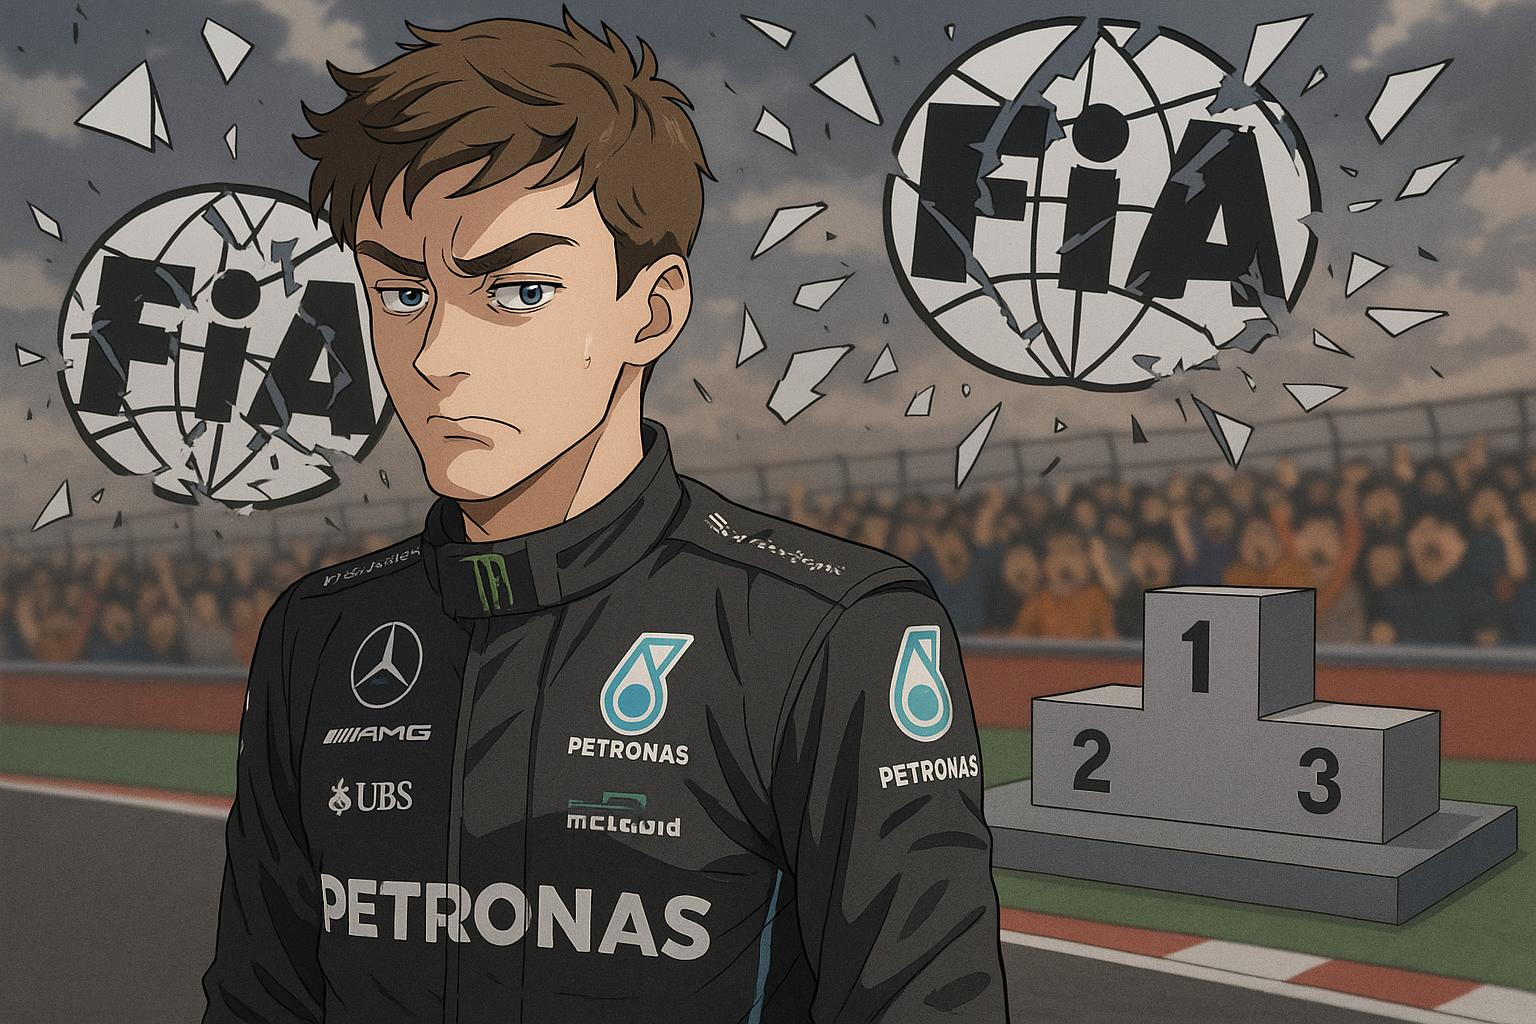 FiA
FiA
AMG
UBS
PETRONAS
PETRONAS
PETRONAS
1
2
3